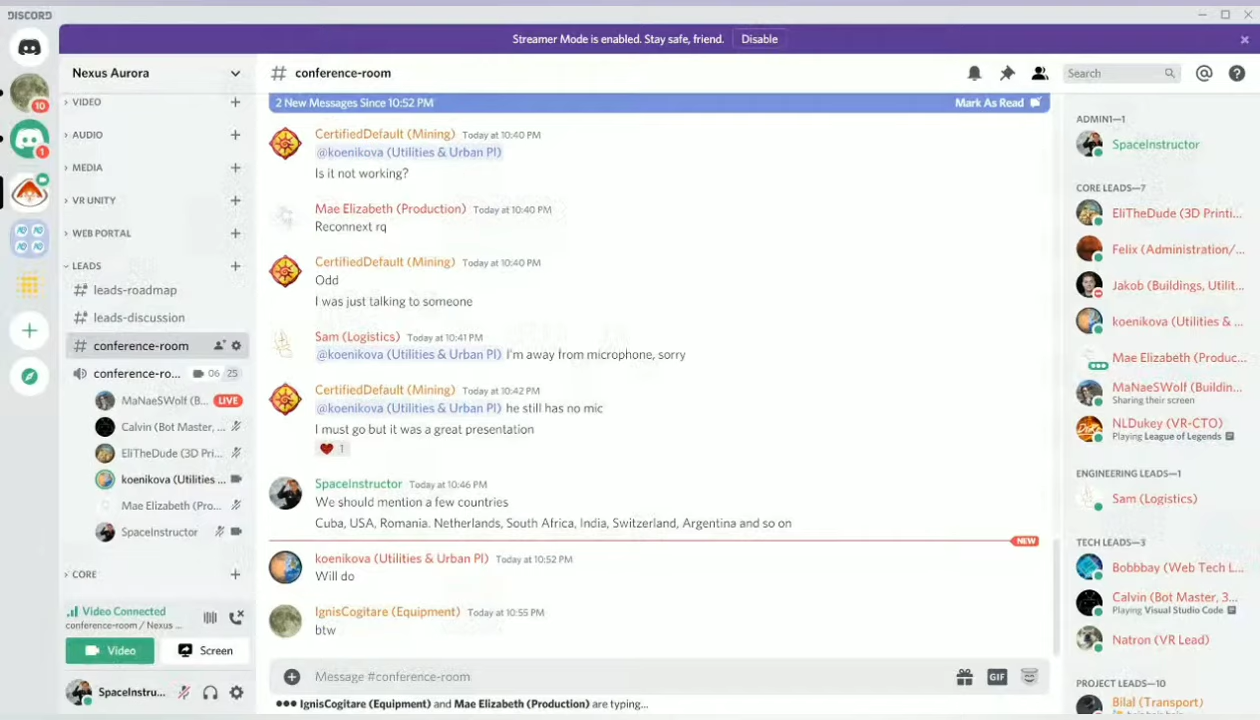 DISCORD
Streamer Mode is enabled. Stay safe, friend. Disable
10
1
Nexus Aurora
VIDEO
AUDIO
MEDIA
VR UNITY
WEB PORTAL
LEADS
leads-roadmap
leads-discussion
conference-room
conference-ro... 06 25
MaNaeSWolf (B... LIVE
Calvin (Bot Master, ...
EliTheDude (3D Pri...
koenikova (Utilities ...
Mae Elizabeth (Pro...
SpaceInstructor
CORE
Video Connected
conference-room / Nexus ...
Video Screen
SpaceInstru...
# conference-room
Search
2 New Messages Since 10:52 PM Mark As Read
CertifiedDefault (Mining) Today at 10:40 PM
@koenikova (Utilities & Urban Pl)
Is it not working?
Mae Elizabeth (Production) Today at 10:40 PM
Reconnext rq
CertifiedDefault (Mining) Today at 10:40 PM
Odd
I was just talking to someone
Sam (Logistics) Today at 10:41 PM
@koenikova (Utilities & Urban Pl) I'm away from microphone, sorry
CertifiedDefault (Mining) Today at 10:42 PM
@koenikova (Utilities & Urban Pl) he still has no mic
I must go but it was a great presentation
1
SpaceInstructor Today at 10:46 PM
We should mention a few countries
Cuba, USA, Romania. Netherlands, South Africa, India, Switzerland, Argentina and so on
NEW
koenikova (Utilities & Urban Pl) Today at 10:52 PM
Will do
IgnisCogitare (Equipment) Today at 10:55 PM
btw
Message #conference-room
GIF
IgnisCogitare (Equipment) and Mae Elizabeth (Production) are typing...
ADMIN1—1
SpaceInstructor
CORE LEADS—7
EliTheDude (3D Printi...
Felix (Administration/...
Jakob (Buildings, Utilit...
koenikova (Utilities & ...
Mae Elizabeth (Produc...
MaNaeSWolf (Buildin...
Sharing their screen
NLDukey (VR-CTO)
Playing League of Legends
ENGINEERING LEADS—1
Sam (Logistics)
TECH LEADS—3
Bobbbay (Web Tech L...
Calvin (Bot Master, 3...
Playing Visual Studio Code
Natron (VR Lead)
PROJECT LEADS—10
Bilal (Transport)